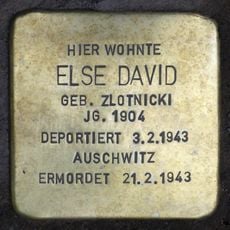 HIER WOHNTE
ELSE DAVID
GEB. ZLOTNICKI
JG. 1904
DEPORTIERT 3.2.1943
AUSCHWITZ
ERMORDET 21.2.1943